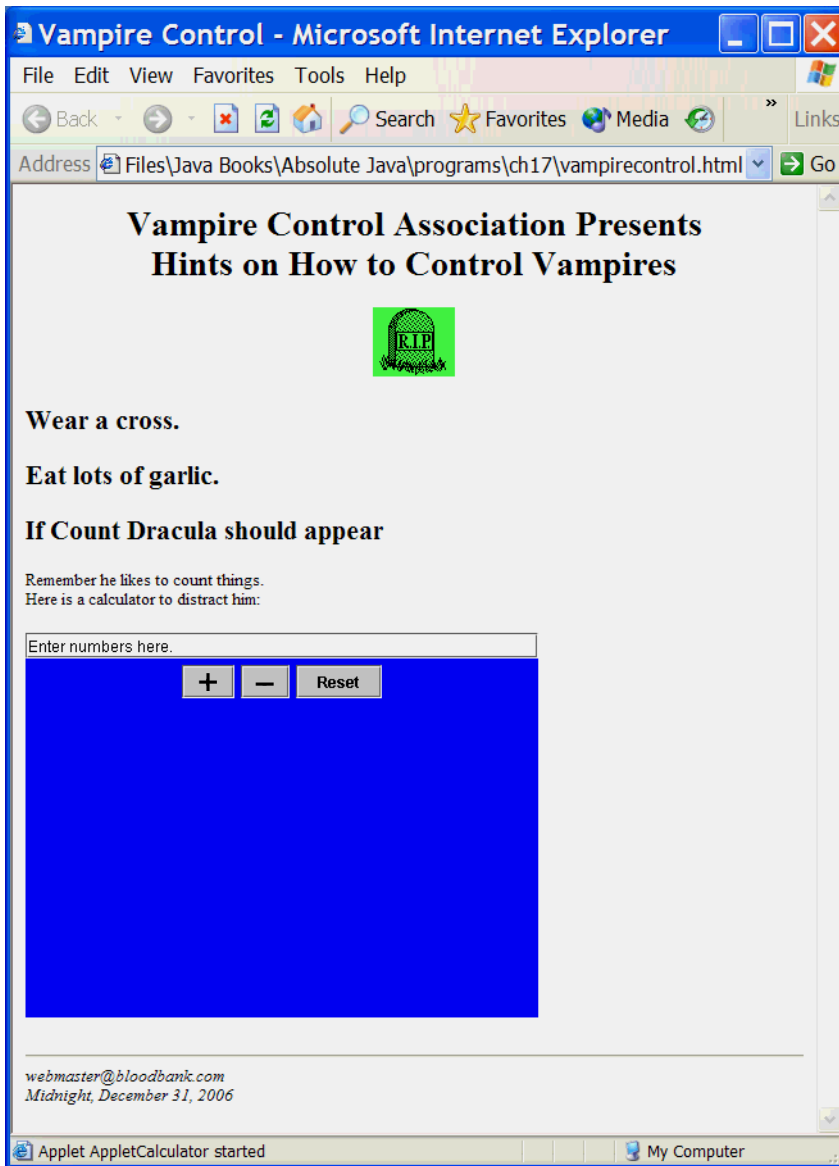 Vampire Control - Microsoft Internet Explorer
File Edit View Favorites Tools Help
Back Search Favorites Media » Links
Address Files\Java Books\Absolute Java\programs\ch17\vampirecontrol.html Go
Vampire Control Association Presents
Hints on How to Control Vampires
R.I.P.
Wear a cross.
Eat lots of garlic.
If Count Dracula should appear
Remember he likes to count things.
Here is a calculator to distract him:
Enter numbers here.
+ − Reset
webmaster@bloodbank.com
Midnight, December 31, 2006
Applet AppletCalculator started My Computer